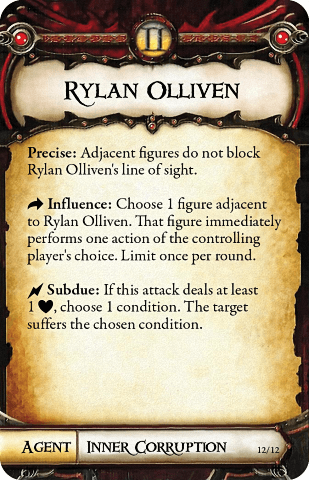 II
Rylan Olliven
Precise: Adjacent figures do not block
Rylan Olliven's line of sight.
Influence: Choose 1 figure adjacent
to Rylan Olliven. That figure immediately
performs one action of the controlling
player's choice. Limit once per round.
Subdue: If this attack deals at least
1 ♥, choose 1 condition. The target
suffers the chosen condition.
Agent Inner Corruption 12/12